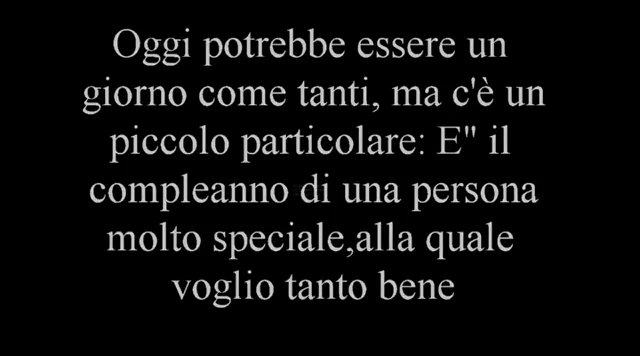 Oggi potrebbe essere un
giorno come tanti, ma c'è un
piccolo particolare: E" il
compleanno di una persona
molto speciale,alla quale
voglio tanto bene